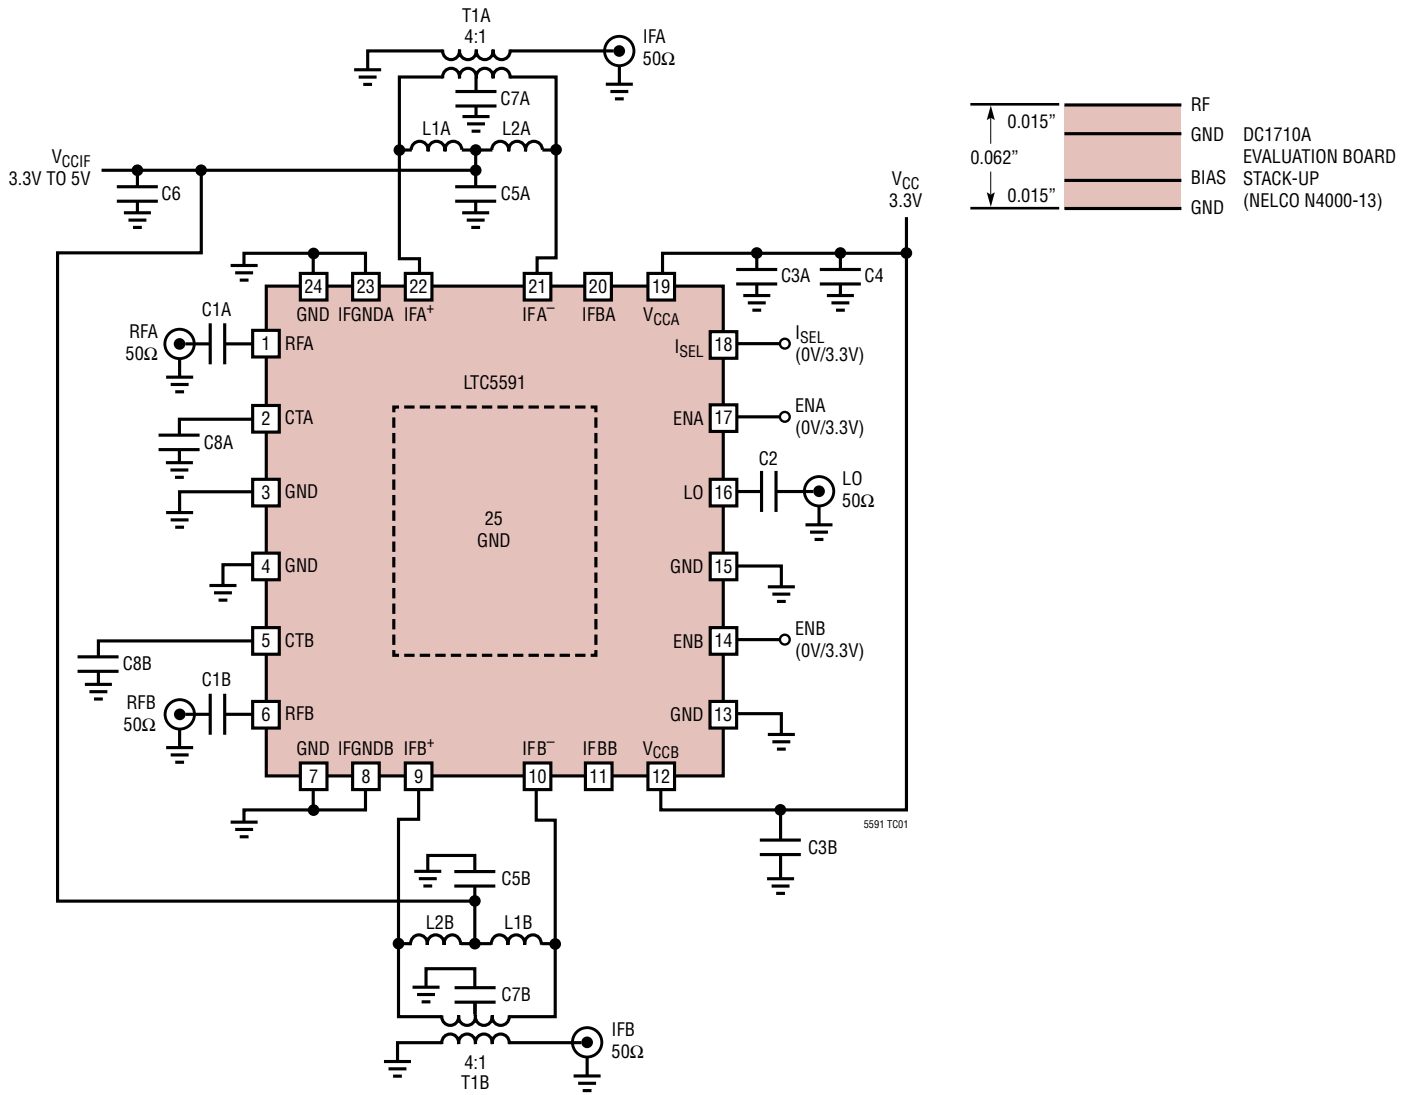 T1A
4:1
IFA
50Ω
C7A
L1A
L2A
VCCIF
3.3V TO 5V
C6
C5A
0.015”
0.062”
0.015”
RF
GND
BIAS
GND
DC1710A
EVALUATION BOARD
STACK-UP
(NELCO N4000-13)
VCC
3.3V
C3A
C4
24
23
22
21
20
19
GND
IFGNDA
IFA+
IFA–
IFBA
VCCA
C1A
RFA
50Ω
1
RFA
LTC5591
ISEL
18
ISEL
(0V/3.3V)
2
CTA
C8A
ENA
17
ENA
(0V/3.3V)
3
GND
C2
LO
16
LO
50Ω
25
GND
4
GND
GND
15
5
CTB
C8B
ENB
14
ENB
(0V/3.3V)
C1B
RFB
50Ω
6
RFB
GND
13
GND
IFGNDB
IFB+
IFB–
IFBB
VCCB
7
8
9
10
11
12
5591 TC01
C3B
C5B
L2B
L1B
C7B
IFB
50Ω
4:1
T1B